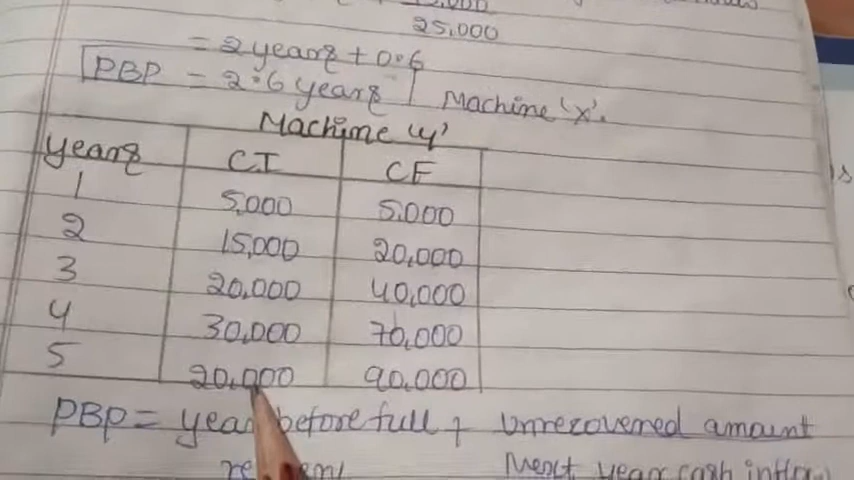 25,000
= 2 years + 0.6
PBP = 2.6 years Machine 'x'.
Machine 'y'
years CI CF
1 5,000 5,000
2 15,000 20,000
3 20,000 40,000
4 30,000 70,000
5 20,000 90,000
PBP = year before full + unrecovered amount
Next year cash inflow